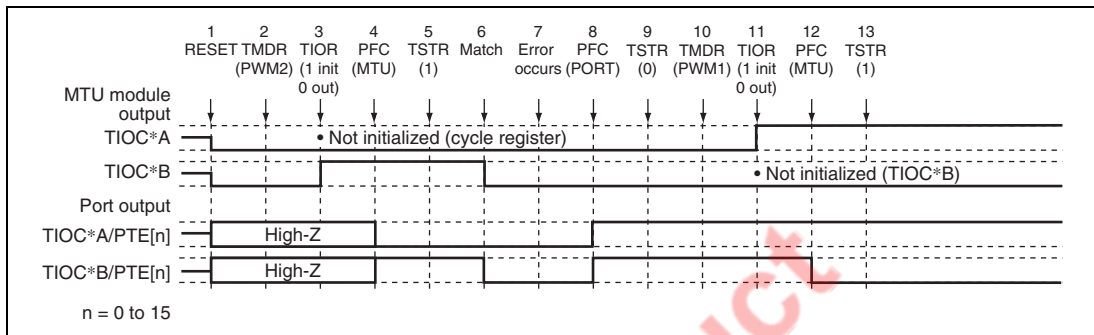 1 2 3 4 5 6 7 8 9 10 11 12 13
RESET TMDR TIOR PFC TSTR Match Error PFC TSTR TMDR TIOR PFC TSTR
(PWM2) (1 init (MTU) (1) occurs (PORT) (0) (PWM1) (1 init (MTU) (1)
0 out) 0 out)
MTU module
output
TIOC*A • Not initialized (cycle register)
TIOC*B • Not initialized (TIOC*B)
Port output
TIOC*A/PTE[n] High-Z
TIOC*B/PTE[n] High-Z
n = 0 to 15